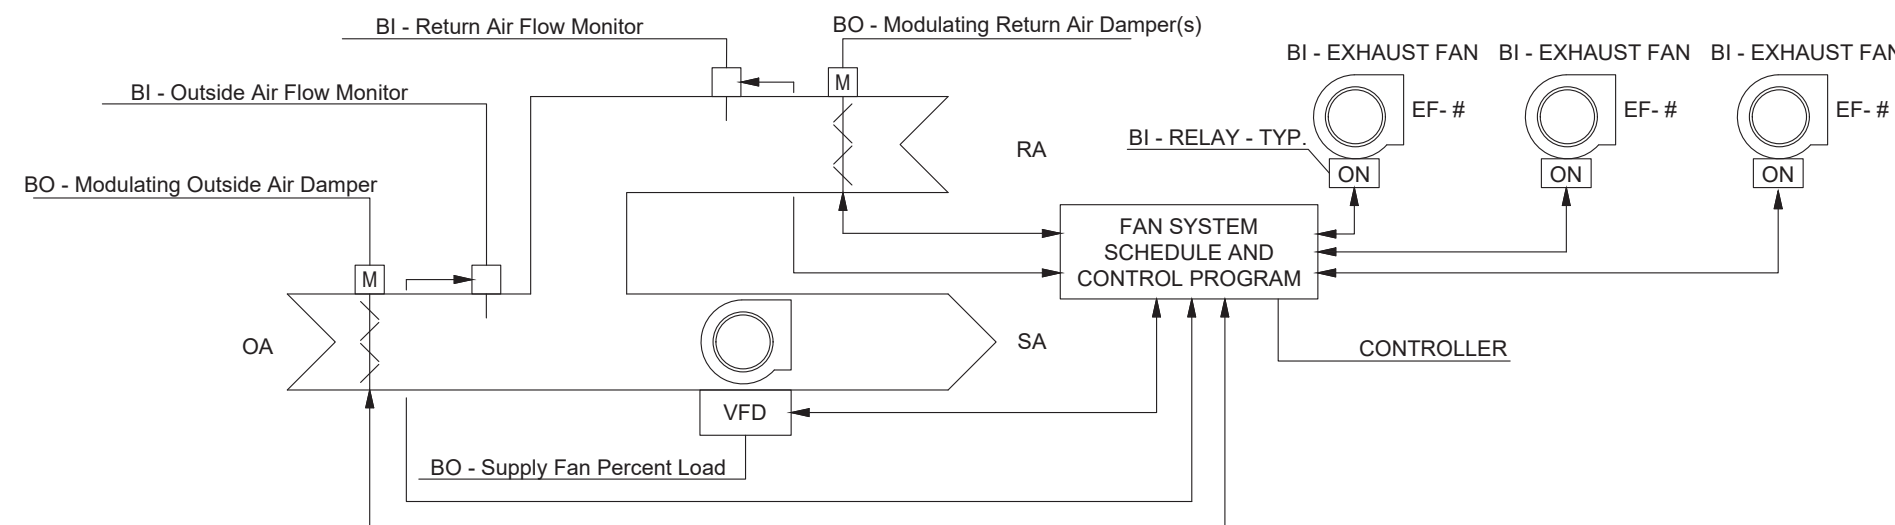 BI - Return Air Flow Monitor
BO - Modulating Return Air Damper(s)
BI - EXHAUST FAN
BI - EXHAUST FAN
BI - EXHAUST FAN
BI - Outside Air Flow Monitor
M
EF- #
EF- #
EF- #
BI - RELAY - TYP.
RA
ON
ON
ON
BO - Modulating Outside Air Damper
FAN SYSTEM
SCHEDULE AND
CONTROL PROGRAM
M
OA
SA
CONTROLLER
VFD
BO - Supply Fan Percent Load